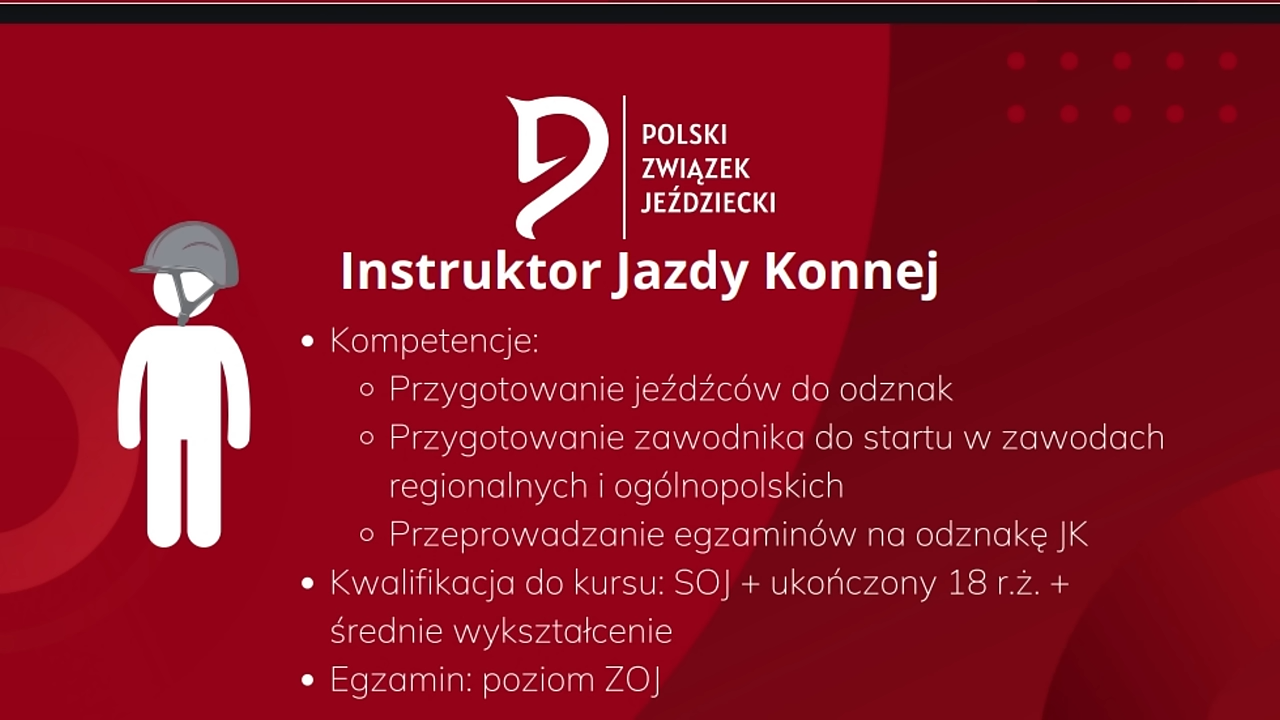 POLSKI
ZWIĄZEK
JEŹDZIECKI
Instruktor Jazdy Konnej
Kompetencje:
Przygotowanie jeźdźców do odznak
Przygotowanie zawodnika do startu w zawodach
regionalnych i ogólnopolskich
Przeprowadzanie egzaminów na odznakę JK
Kwalifikacja do kursu: SOJ + ukończony 18 r.ż. +
średnie wykształcenie
Egzamin: poziom ZOJ